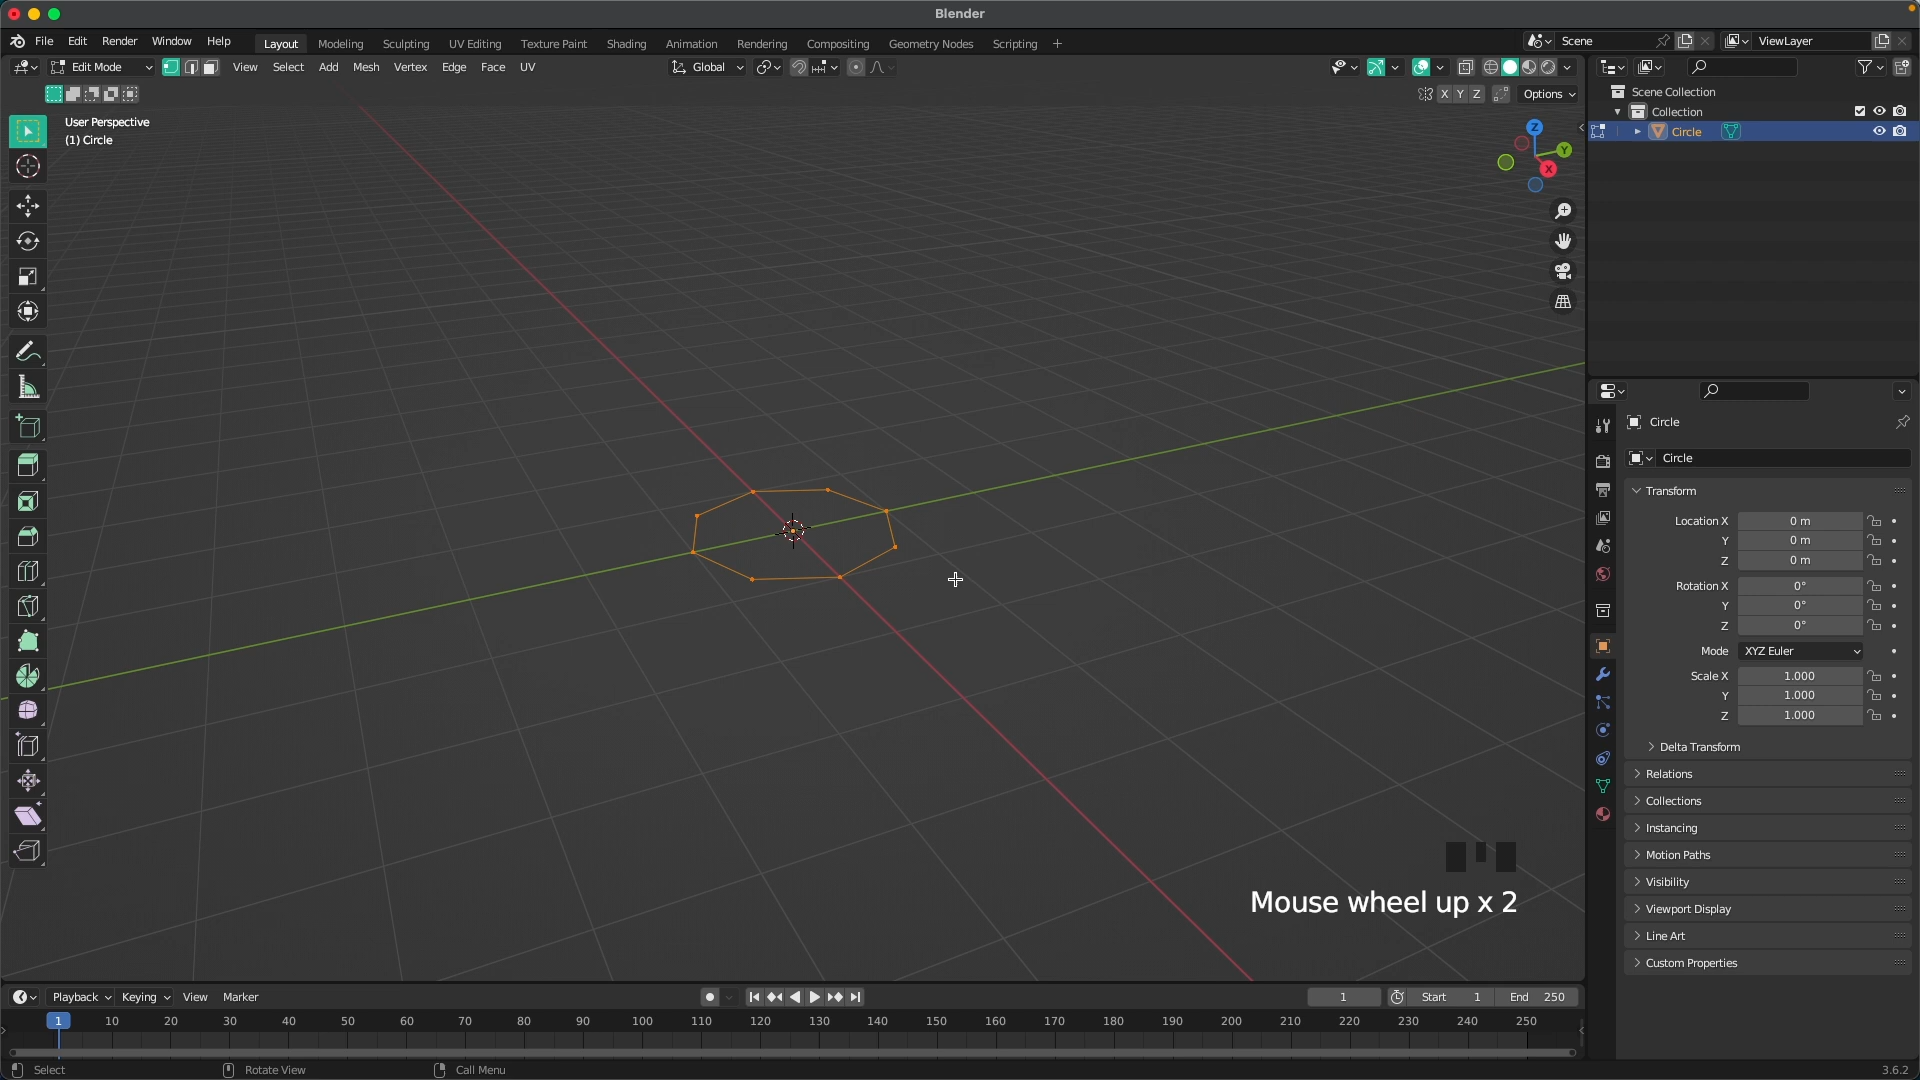 Blender
File Edit Render Window Help
Layout Modeling Sculpting UV Editing Texture Paint Shading Animation Rendering Compositing Geometry Nodes Scripting +
Scene
ViewLayer
Edit Mode
View Select Add Mesh Vertex Edge Face UV
Global
X Y Z
Options
User Perspective
(1) Circle
Z
Y
X
Scene Collection
Collection
Circle
Circle
Circle
Transform
Location X 0 m
Y 0 m
Z 0 m
Rotation X 0°
Y 0°
Z 0°
Mode XYZ Euler
Scale X 1.000
Y 1.000
Z 1.000
Delta Transform
Relations
Collections
Instancing
Motion Paths
Visibility
Viewport Display
Line Art
Custom Properties
Mouse wheel up x 2
Playback Keying View Marker
1
Start 1
End 250
1 10 20 30 40 50 60 70 80 90 100 110 120 130 140 150 160 170 180 190 200 210 220 230 240 250
Select
Rotate View
Call Menu
3.6.2